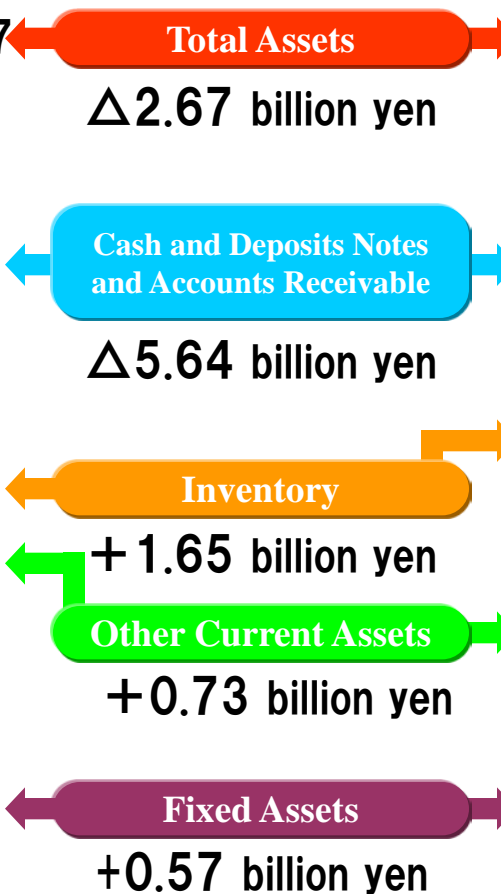 7
Total Assets
△2.67 billion yen
Cash and Deposits Notes
and Accounts Receivable
△5.64 billion yen
Inventory
＋1.65 billion yen
Other Current Assets
＋0.73 billion yen
Fixed Assets
+0.57 billion yen